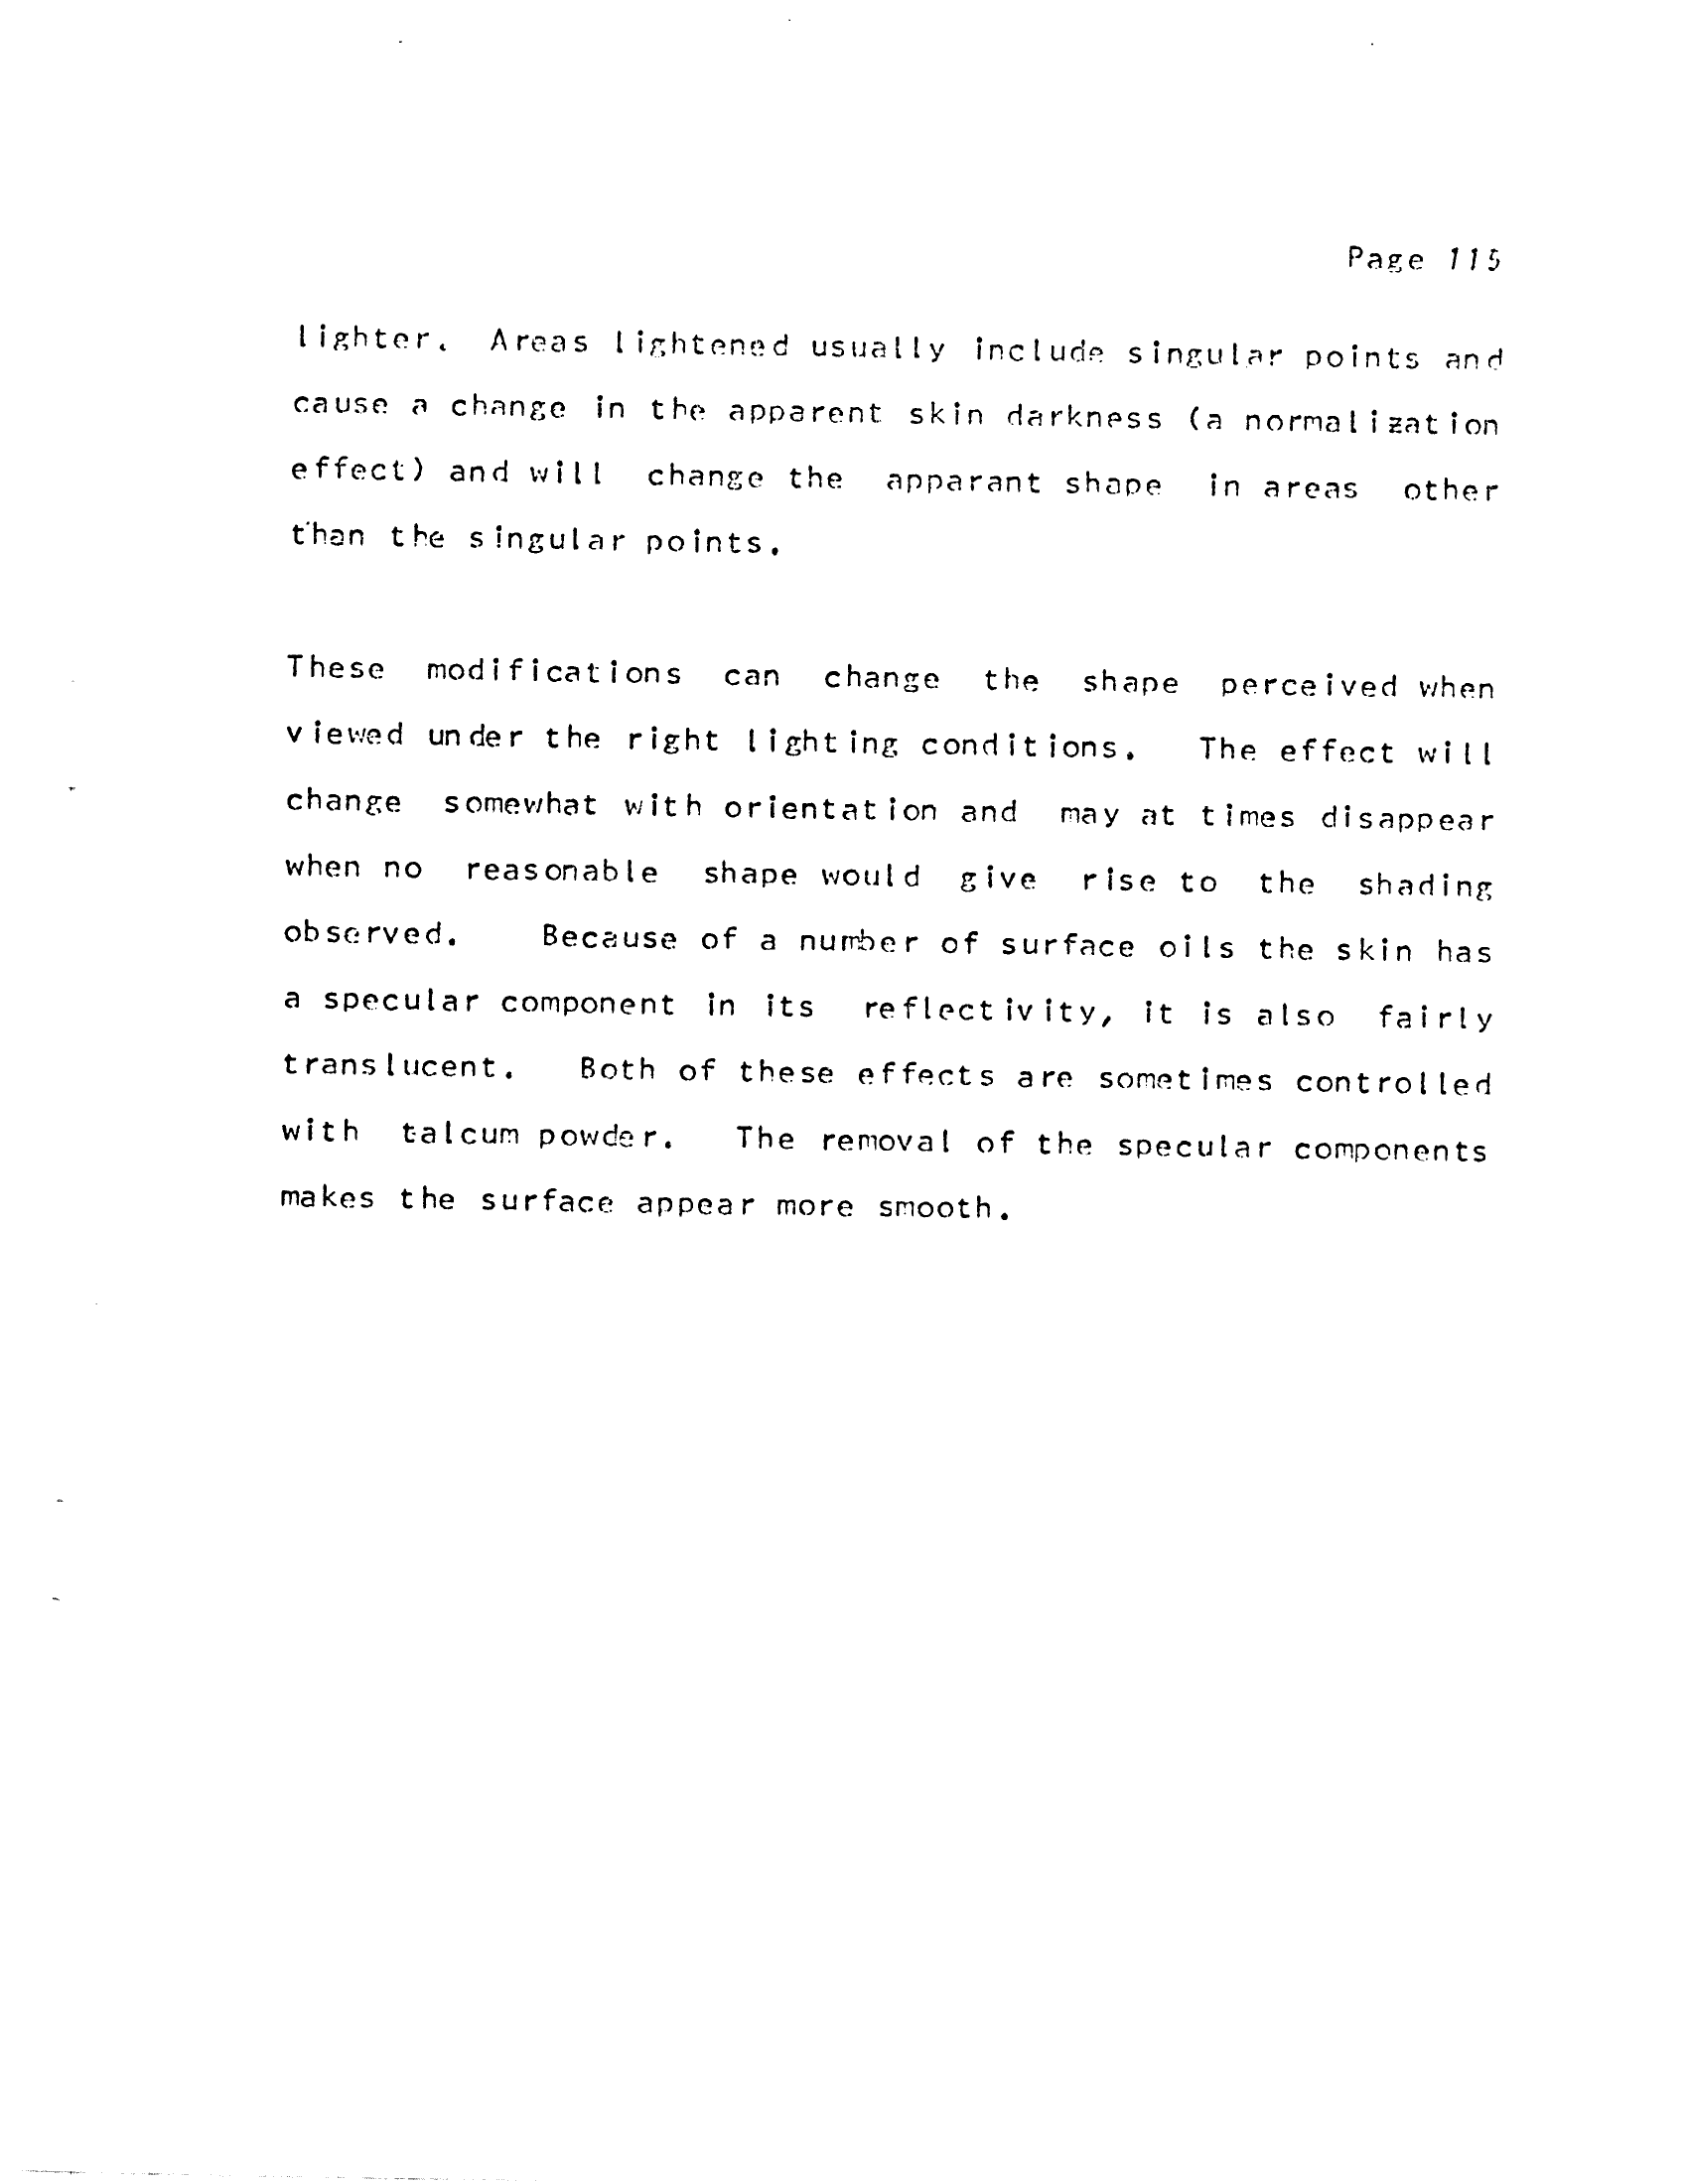 Page 115
lighter. Areas lightened usually include singular points and
cause a change in the apparent skin darkness (a normalization
effect) and will change the apparant shape in areas other
than the singular points.
These modifications can change the shape perceived when
viewed under the right lighting conditions. The effect will
change somewhat with orientation and may at times disappear
when no reasonable shape would give rise to the shading
observed. Because of a number of surface oils the skin has
a specular component in its reflectivity, it is also fairly
translucent. Both of these effects are sometimes controlled
with talcum powder. The removal of the specular components
makes the surface appear more smooth.